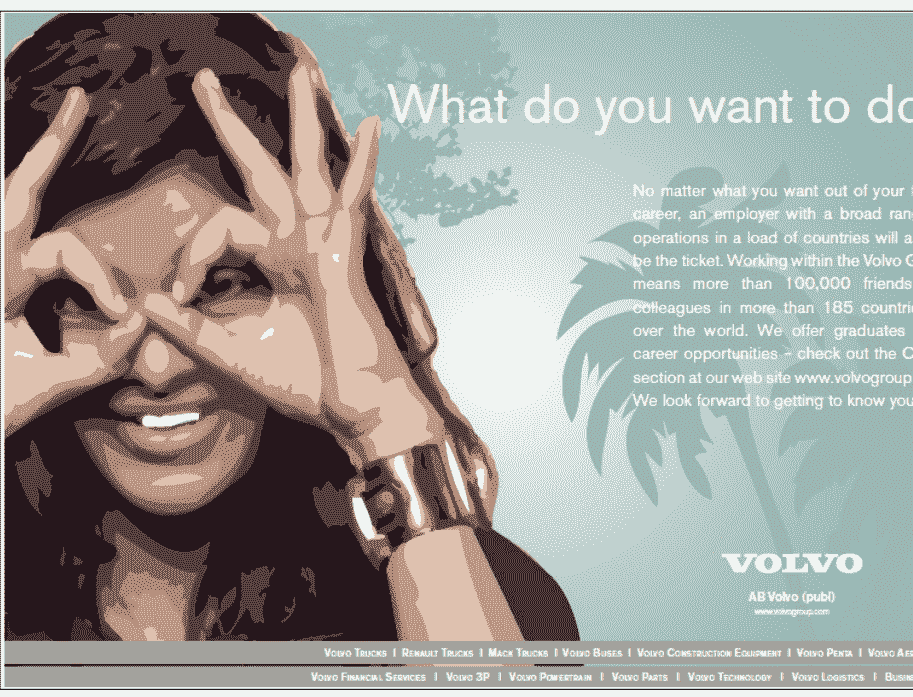 What do you want to do
No matter what you want out of your
career, an employer with a broad ran
operations in a load of countries will a
be the ticket. Working within the Volvo G
means more than 100,000 friends
colleagues in more than 185 countri
over the world. We offer graduates
career opportunities - check out the C
section at our web site www.volvogroup
We look forward to getting to know you
VOLVO
AB Volvo (publ)
www.volvogroup.com
VOLVO TRUCKS | RENAULT TRUCKS | MACK TRUCKS | VOLVO BUSES | VOLVO CONSTRUCTION EQUIPMENT | VOLVO PENTA | VOLVO AE
VOLVO FINANCIAL SERVICES | VOLVO 3P | VOLVO POWERTRAIN | VOLVO PARTS | VOLVO TECHNOLOGY | VOLVO LOGISTICS | BUSIN